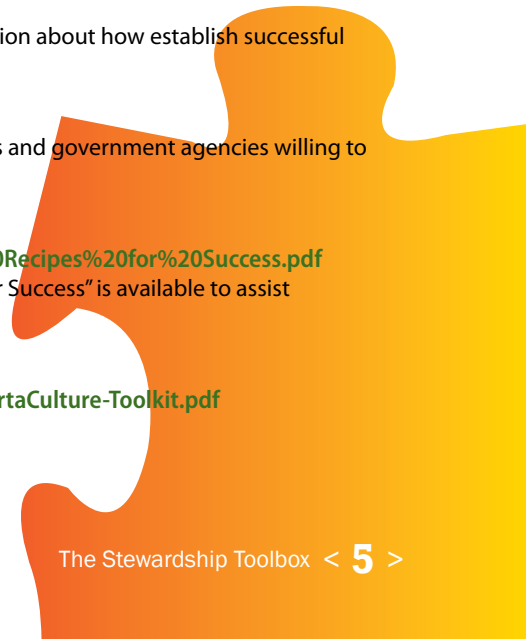 tion about how establish successful
s and government agencies willing to
0Recipes%20for%20Success.pdf
r Success” is available to assist
rtaCulture-Toolkit.pdf
The Stewardship Toolbox < 5 >